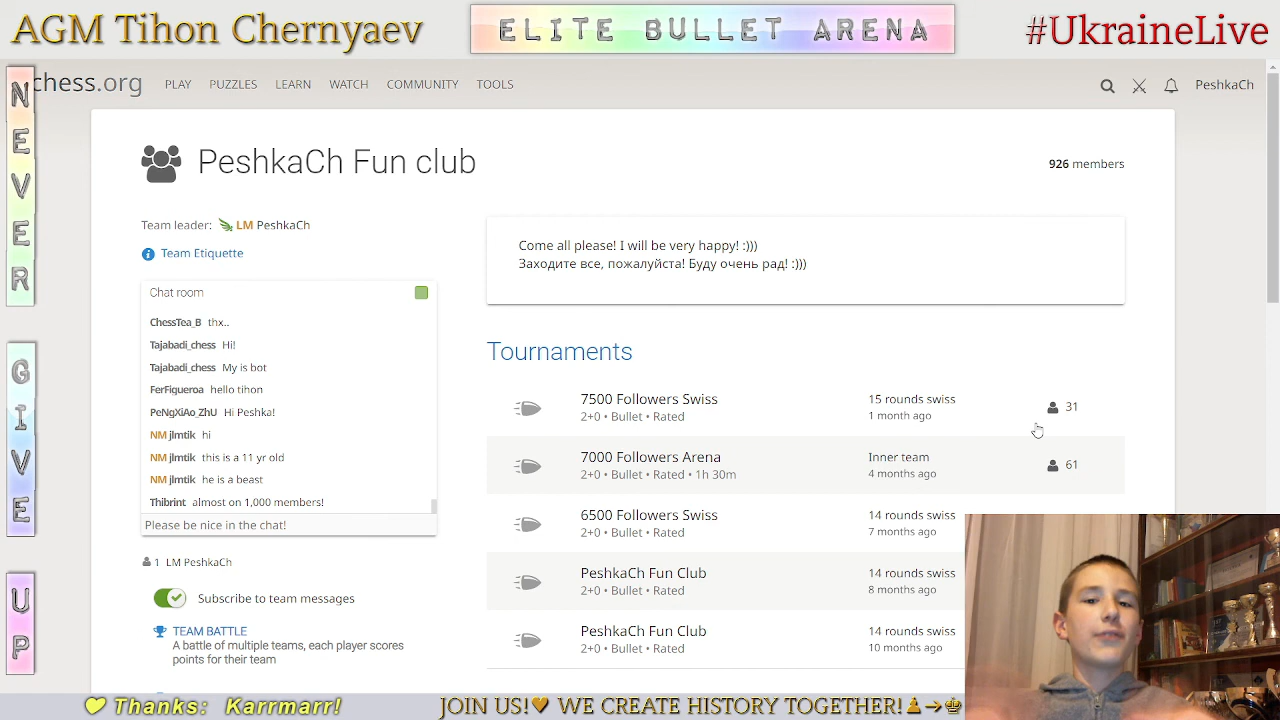 AGM Tihon Chernyaev
ELITE BULLET ARENA
#UkraineLive
NEVER
GIVE
UP
chess.org
PLAY
PUZZLES
LEARN
WATCH
COMMUNITY
TOOLS
PeshkaCh
PeshkaCh Fun club
926 members
Team leader: LM PeshkaCh
Team Etiquette
Chat room
ChessTea_B thx..
Tajabadi_chess Hi!
Tajabadi_chess My is bot
FerFigueroa hello tihon
PeNgXiAo_ZhU Hi Peshka!
NM jlmtik hi
NM jlmtik this is a 11 yr old
NM jlmtik he is a beast
Thibrint almost on 1,000 members!
Please be nice in the chat!
1 LM PeshkaCh
Subscribe to team messages
TEAM BATTLE
A battle of multiple teams, each player scores
points for their team
Come all please! I will be very happy! :)))
Заходите все, пожалуйста! Буду очень рад! :)))
Tournaments
7500 Followers Swiss
2+0 • Bullet • Rated
15 rounds swiss
1 month ago
31
7000 Followers Arena
2+0 • Bullet • Rated • 1h 30m
Inner team
4 months ago
61
6500 Followers Swiss
2+0 • Bullet • Rated
14 rounds swiss
7 months ago
PeshkaCh Fun Club
2+0 • Bullet • Rated
14 rounds swiss
8 months ago
PeshkaCh Fun Club
2+0 • Bullet • Rated
14 rounds swiss
10 months ago
Thanks: Karrmarr!
JOIN US!♥ WE CREATE HISTORY TOGETHER!♟→♚